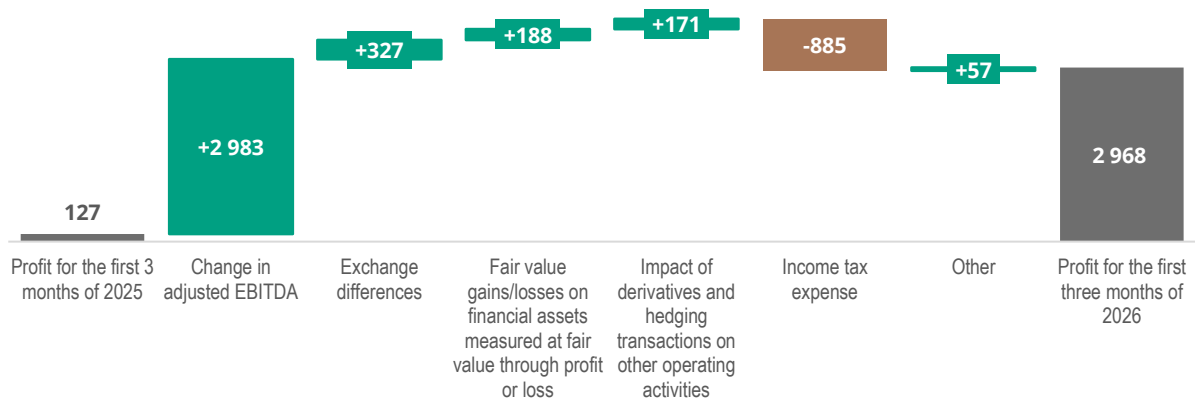 127
+2 983
+327
+188
+171
-885
+57
2 968
Profit for the first 3
months of 2025
Change in
adjusted EBITDA
Exchange
differences
Fair value
gains/losses on
financial assets
measured at fair
value through profit
or loss
Impact of
derivatives and
hedging
transactions on
other operating
activities
Income tax
expense
Other
Profit for the first
three months of
2026